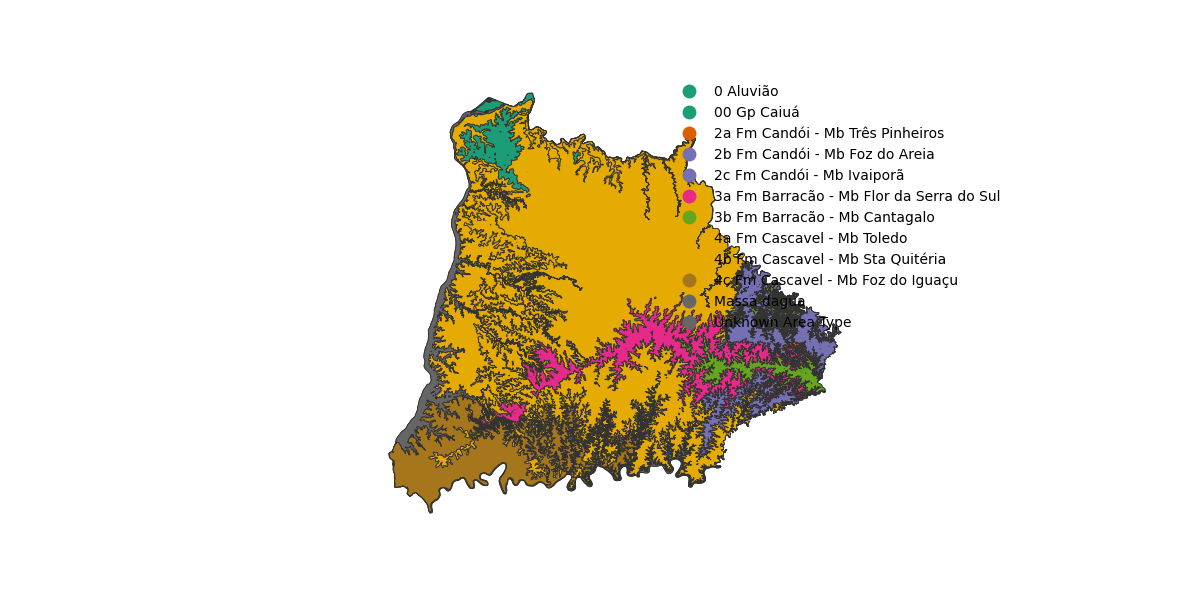 0 Aluvião
00 Gp Caiuá
2a Fm Candói - Mb Três Pinheiros
2b Fm Candói - Mb Foz do Areia
2c Fm Candói - Mb Ivaiporã
3a Fm Barracão - Mb Flor da Serra do Sul
3b Fm Barracão - Mb Cantagalo
4a Fm Cascavel - Mb Toledo
4b Fm Cascavel - Mb Sta Quitéria
4c Fm Cascavel - Mb Foz do Iguaçu
Massa dagua
Unknown Area Type